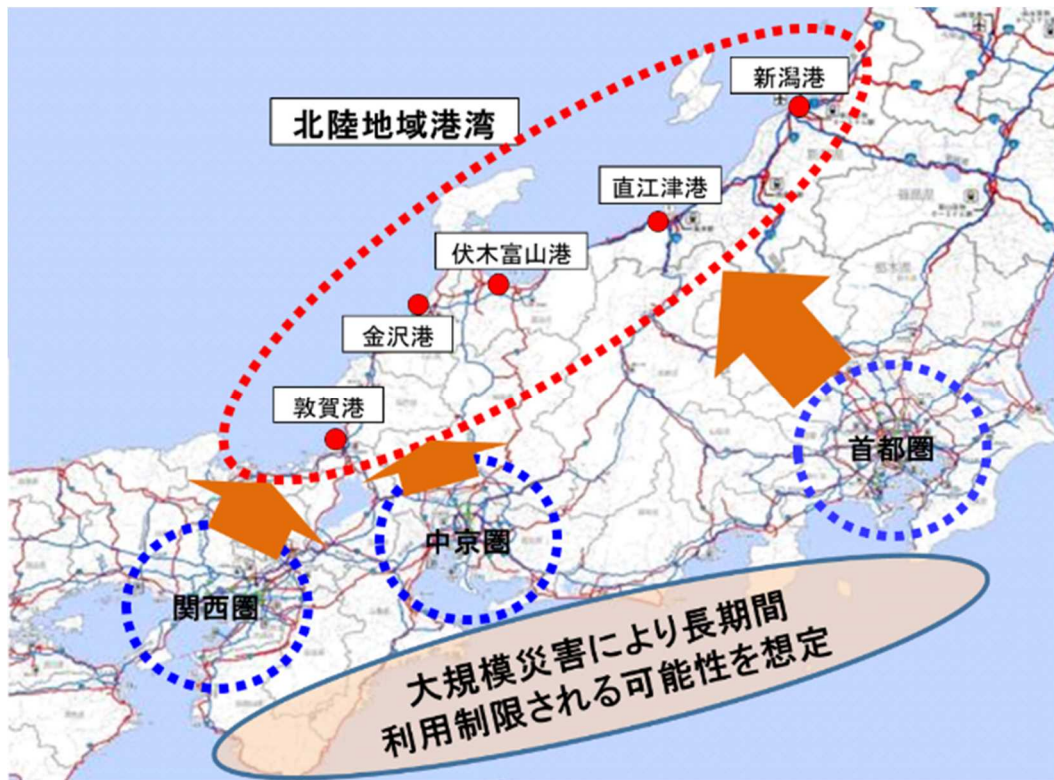 新潟港
北陸地域港湾
直江津港
伏木富山港
金沢港
敦賀港
首都圏
中京圏
関西圏
大規模災害により長期間
利用制限される可能性を想定